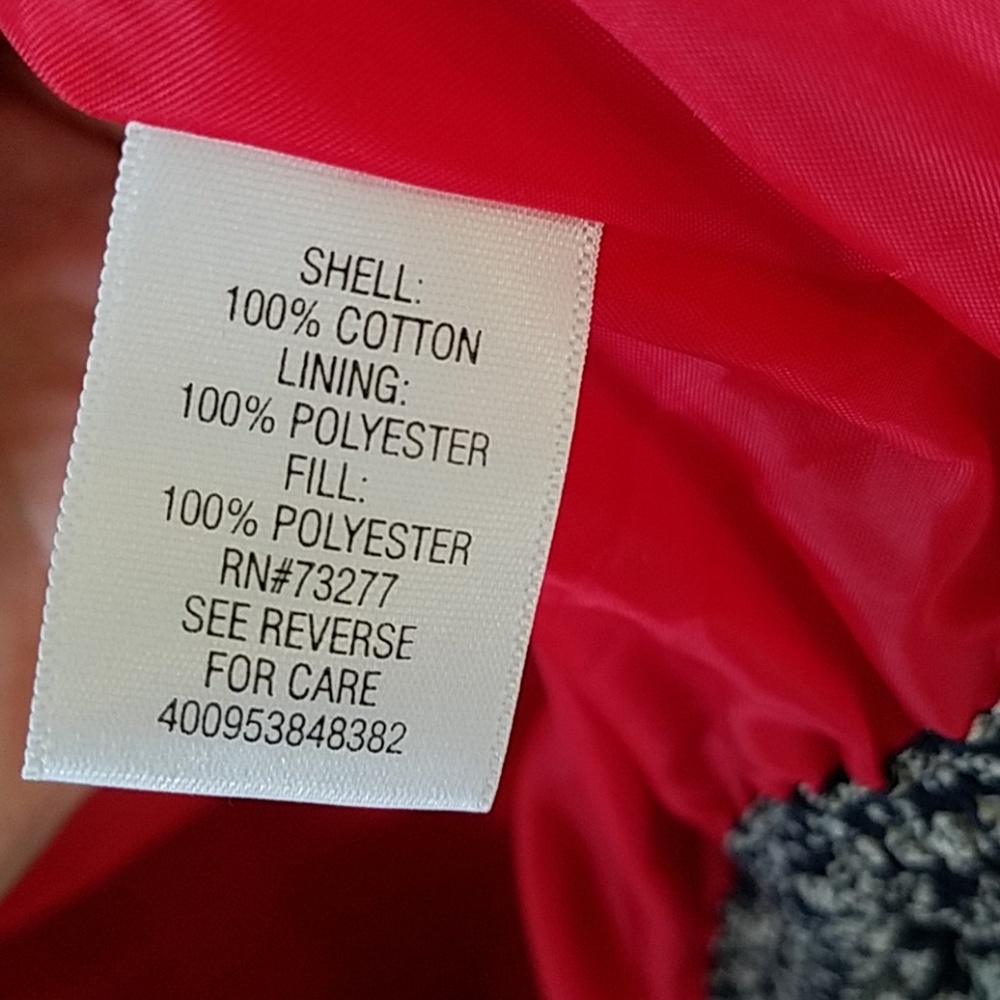 SHELL:
100% COTTON
LINING:
100% POLYESTER
FILL:
100% POLYESTER
RN#73277
SEE REVERSE
FOR CARE
400953848382